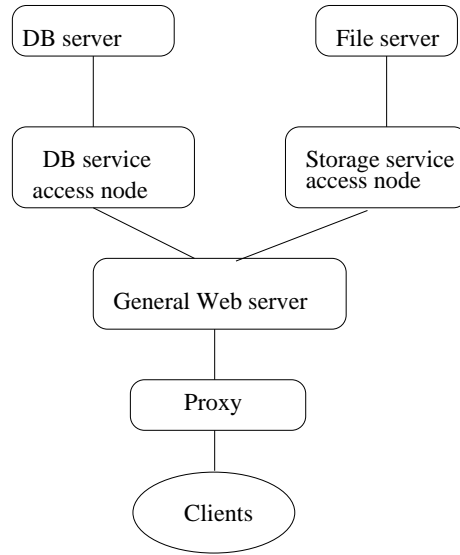 DB server
File server
DB service
access node
Storage service
access node
General Web server
Proxy
Clients